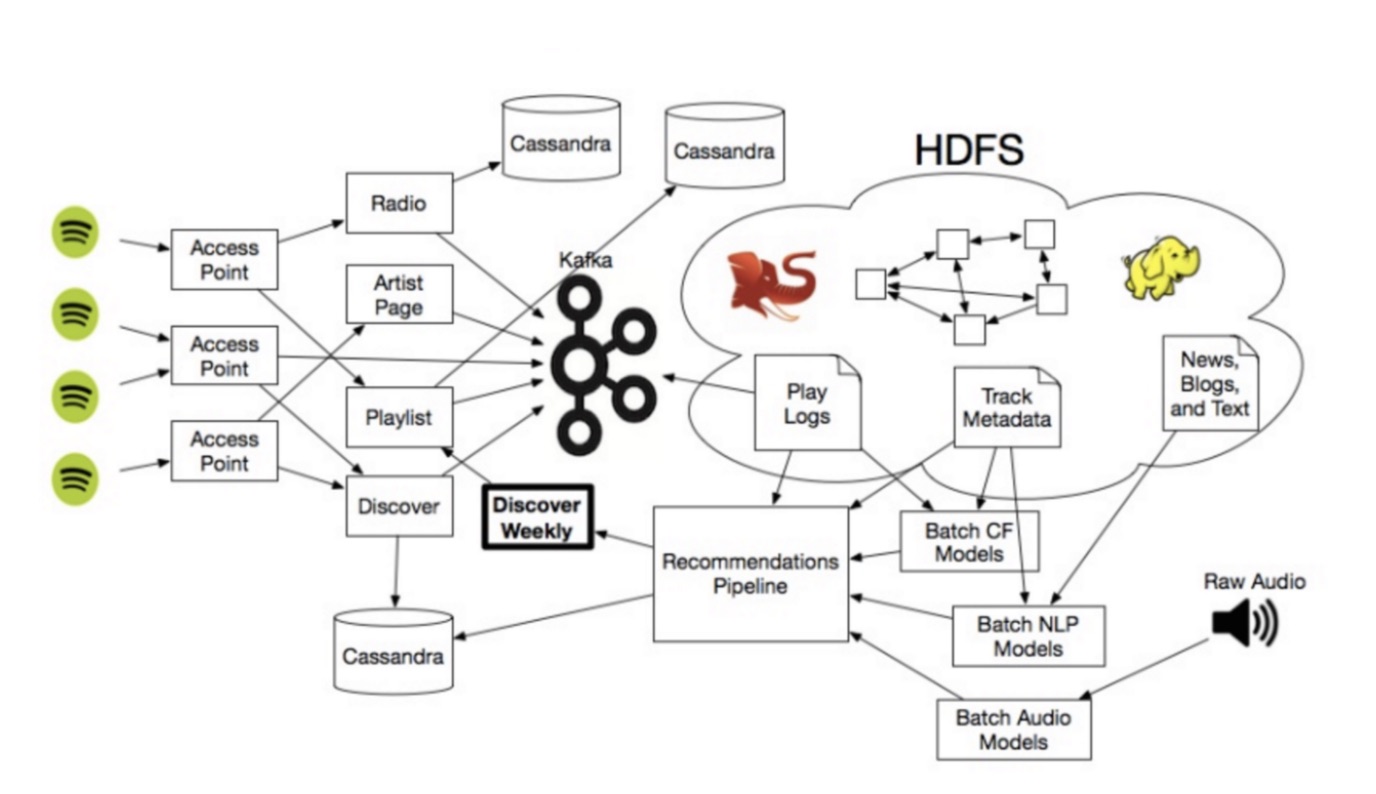 Cassandra
Cassandra
HDFS
Radio
Access
Point
Kafka
Artist
Page
Access
Point
Playlist
Play
Logs
Track
Metadata
News,
Blogs,
and Text
Access
Point
Discover
Discover
Weekly
Recommendations
Pipeline
Batch CF
Models
Raw Audio
Batch NLP
Models
Cassandra
Batch Audio
Models